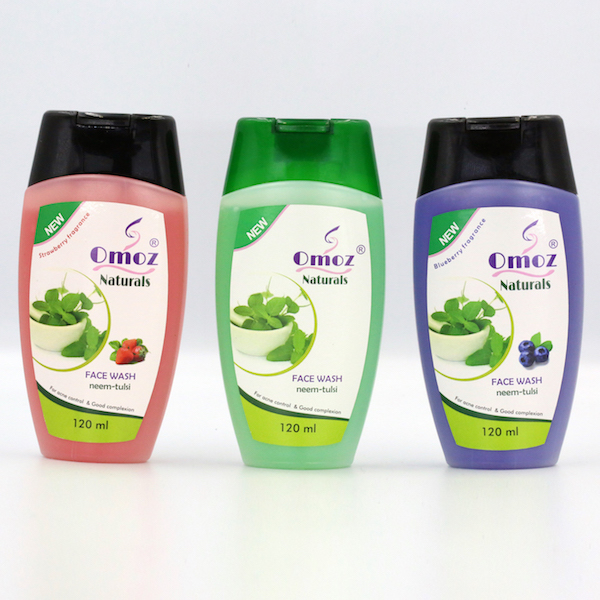 NEW
Strawberry fragrance
Omoz ®
Naturals
FACE WASH
neem-tulsi
For acne control & Good complexion
120 ml
NEW
Omoz ®
Naturals
FACE WASH
neem-tulsi
For acne control & Good complexion
120 ml
NEW
Blueberry fragrance
Omoz ®
Naturals
FACE WASH
neem-tulsi
For acne control & Good complexion
120 ml